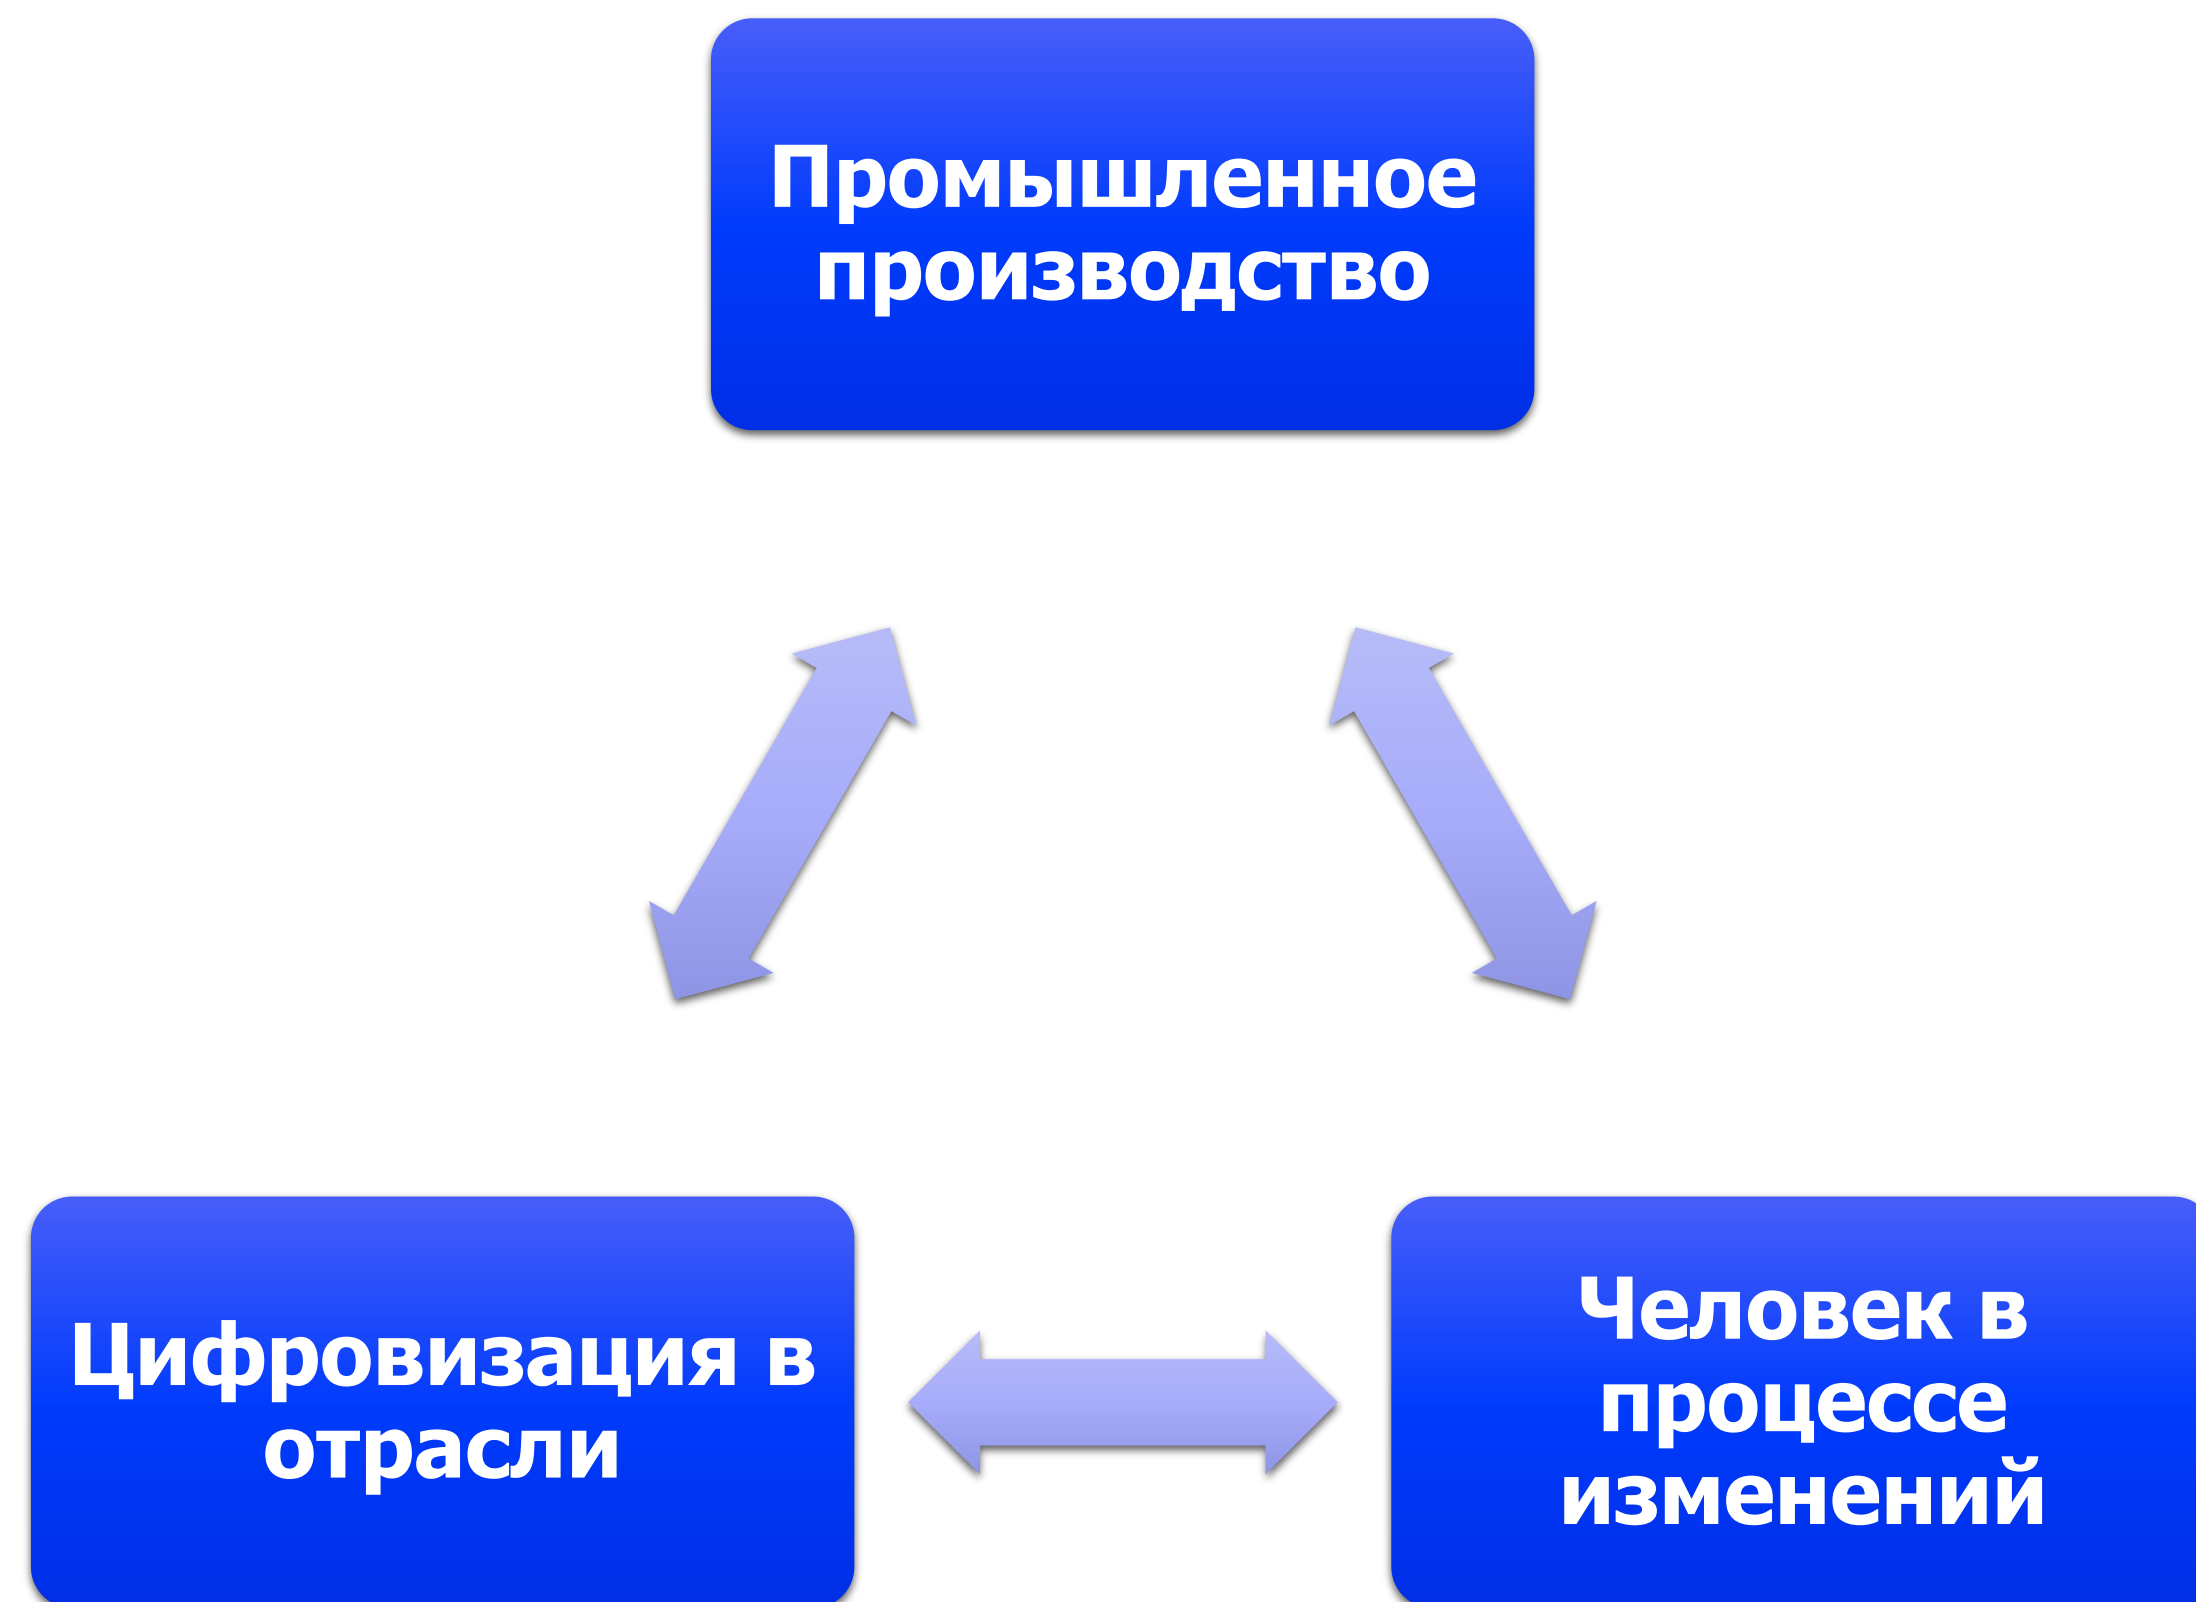 Промышленное
производство
Цифровизация в
отрасли
Человек в
процессе
изменений